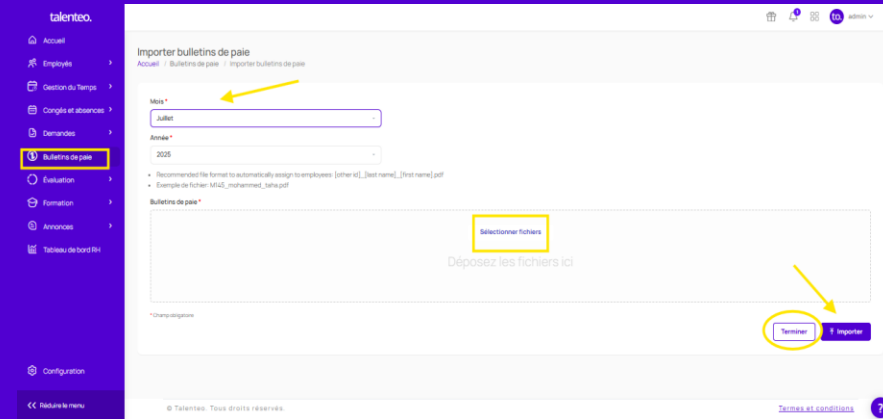 talenteo.
Accueil
Employés
Gestion du Temps
Congés et absences
Demandes
Bulletins de paie
Évaluation
Formation
Annonces
Tableau de bord RH
Configuration
<< Réduire le menu
1
to.
admin
Importer bulletins de paie
Accueil / Bulletins de paie / Importer bulletins de paie
Mois *
Juillet
Année *
2025
Recommended file format to automatically assign to employees: [other id]_[last name]_[first name].pdf
Exemple de fichier: M145_mohammed_taha.pdf
Bulletins de paie *
Sélectionner fichiers
Déposez les fichiers ici
* Champ obligatoire
Terminer
Importer
© Talenteo. Tous droits réservés
Termes et conditions
?